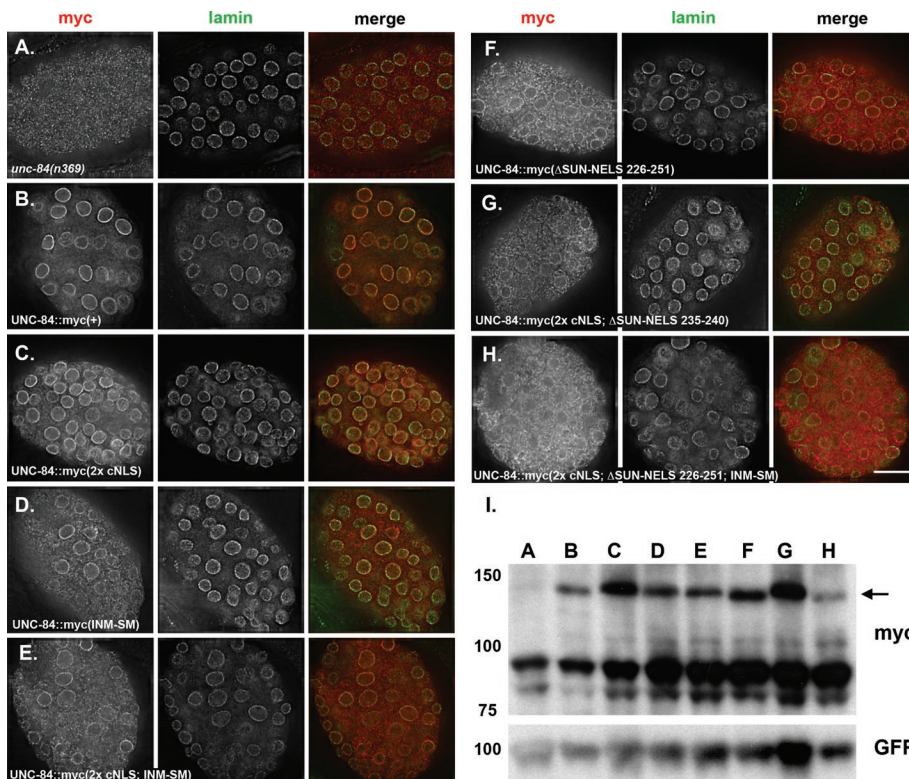 myc lamin merge
A.
unc-84(n369)
B.
UNC-84::myc(+)
C.
UNC-84::myc(2x cNLS)
D.
UNC-84::myc(INM-SM)
E.
UNC-84::myc(2x cNLS; INM-SM)
myc lamin merge
F.
UNC-84::myc(ΔSUN-NELS 226-251)
G.
UNC-84::myc(2x cNLS; ΔSUN-NELS 235-240)
H.
UNC-84::myc(2x cNLS; ΔSUN-NELS 226-251; INM-SM)
I.
A B C D E F G H
150
100
myc
75
100 GFP